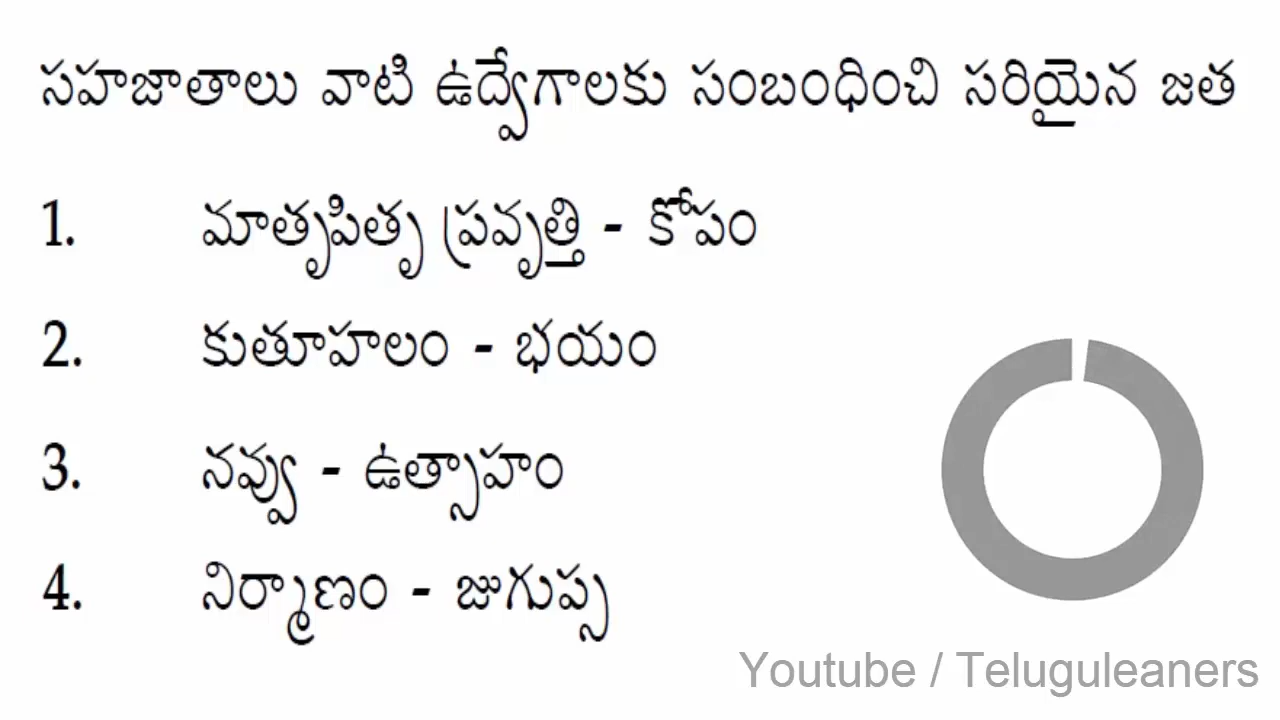 సహజాతాలు వాటి ఉద్వేగాలకు సంబంధించి సరియైన జత
1. మాతృపితృ ప్రవృత్తి - కోపం
2. కుతూహలం - భయం
3. నవ్వు - ఉత్సాహం
4. నిర్మాణం - జుగుప్స
Youtube / Teluguleaners